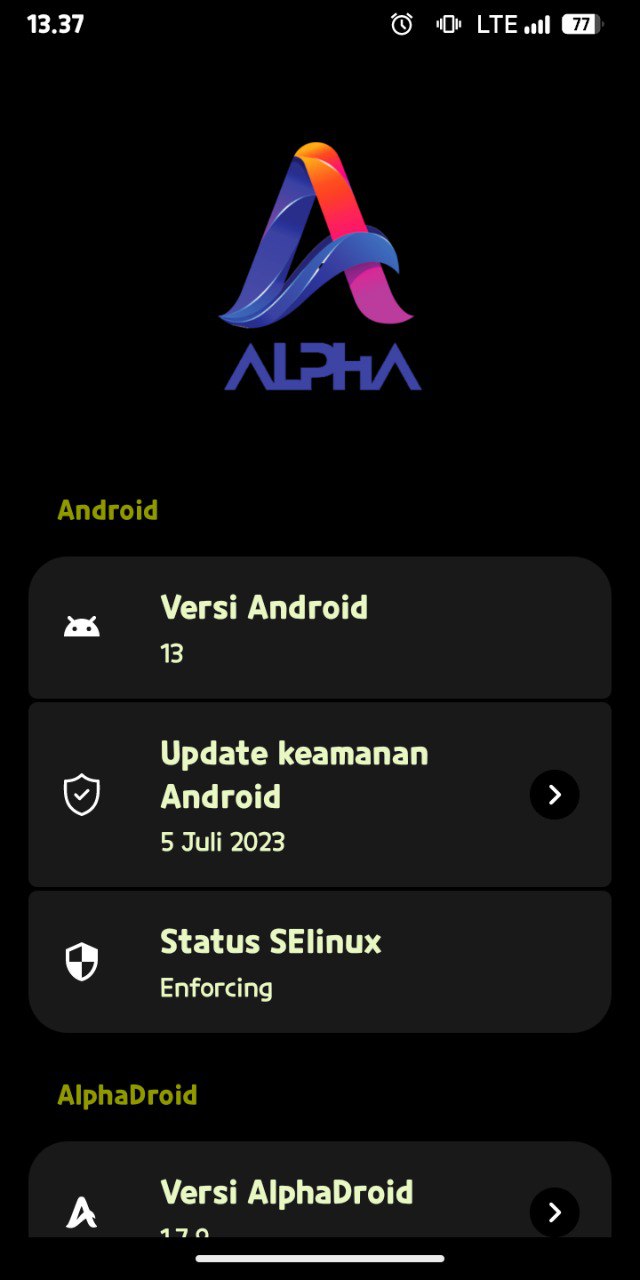 13.37
LTE
77
ALPHA
Android
Versi Android
13
Update keamanan
Android
5 Juli 2023
Status SElinux
Enforcing
AlphaDroid
Versi AlphaDroid